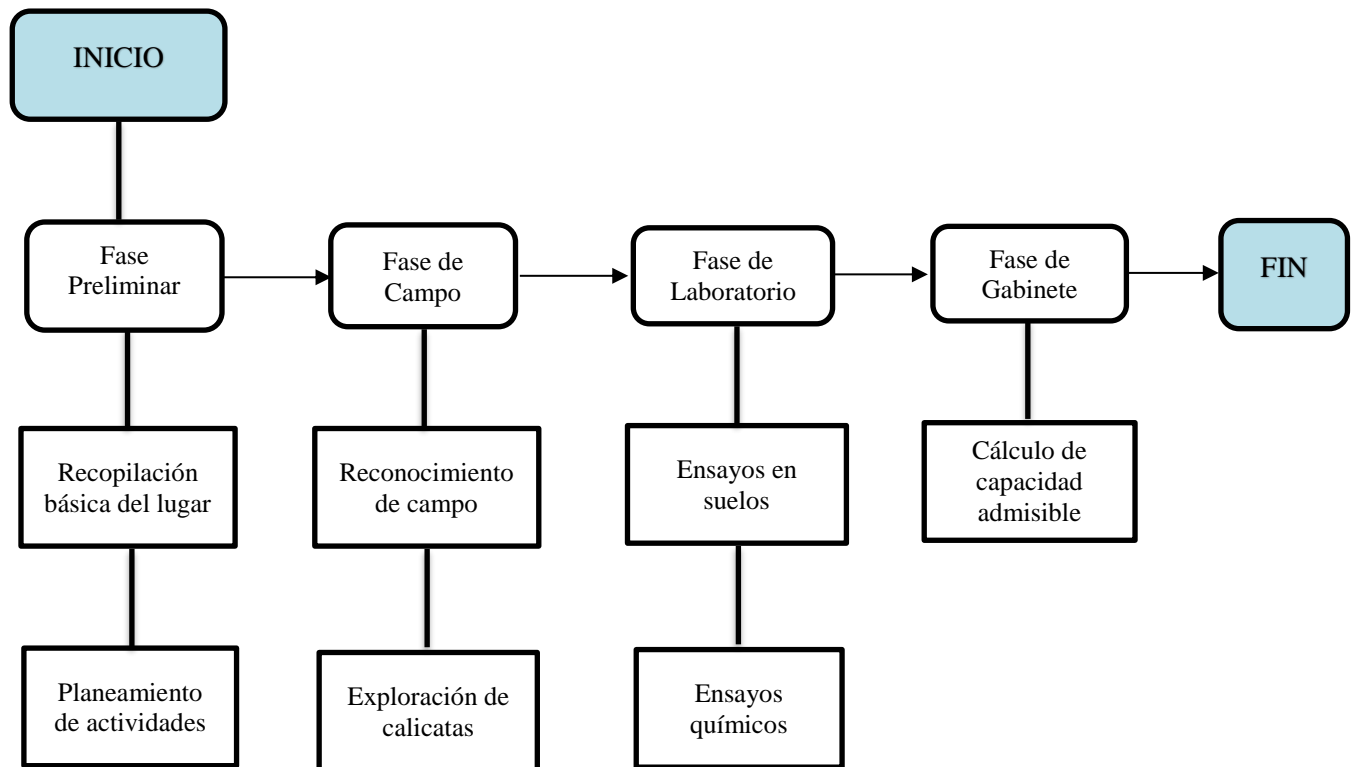 INICIO
Fase
Preliminar
Fase de
Campo
Fase de
Laboratorio
Fase de
Gabinete
FIN
Recopilación
básica del lugar
Reconocimiento
de campo
Ensayos en
suelos
Cálculo de
capacidad
admisible
Planeamiento
de actividades
Exploración de
calicatas
Ensayos
químicos